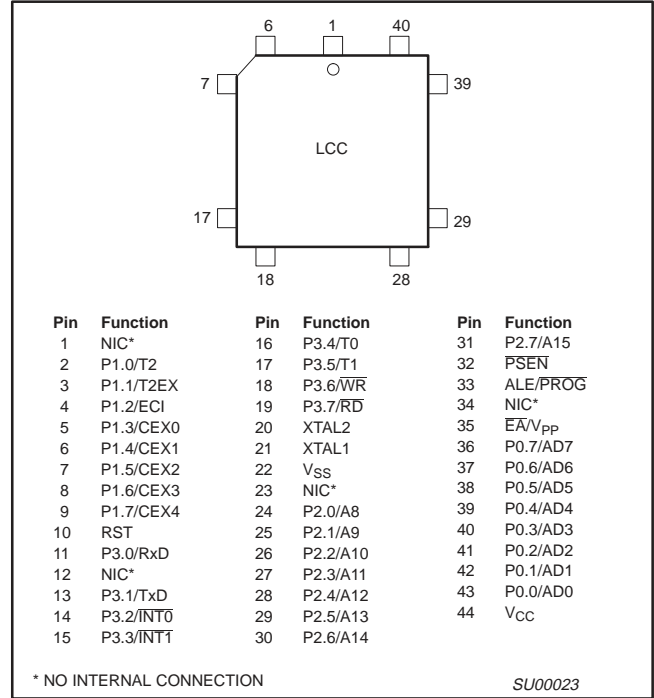 6 1 40
7 39
LCC
17 29
18 28
Pin Function Pin Function Pin Function
1 NIC* 16 P3.4/T0 31 P2.7/A15
2 P1.0/T2 17 P3.5/T1 32 P̅S̅E̅N̅
3 P1.1/T2EX 18 P3.6/W̅R̅ 33 ALE/P̅R̅O̅G̅
4 P1.2/ECI 19 P3.7/R̅D̅ 34 NIC*
5 P1.3/CEX0 20 XTAL2 35 E̅A̅/VPP
6 P1.4/CEX1 21 XTAL1 36 P0.7/AD7
7 P1.5/CEX2 22 VSS 37 P0.6/AD6
8 P1.6/CEX3 23 NIC* 38 P0.5/AD5
9 P1.7/CEX4 24 P2.0/A8 39 P0.4/AD4
10 RST 25 P2.1/A9 40 P0.3/AD3
11 P3.0/RxD 26 P2.2/A10 41 P0.2/AD2
12 NIC* 27 P2.3/A11 42 P0.1/AD1
13 P3.1/TxD 28 P2.4/A12 43 P0.0/AD0
14 P3.2/I̅N̅T̅0̅ 29 P2.5/A13 44 VCC
15 P3.3/I̅N̅T̅1̅ 30 P2.6/A14
* NO INTERNAL CONNECTION SU00023